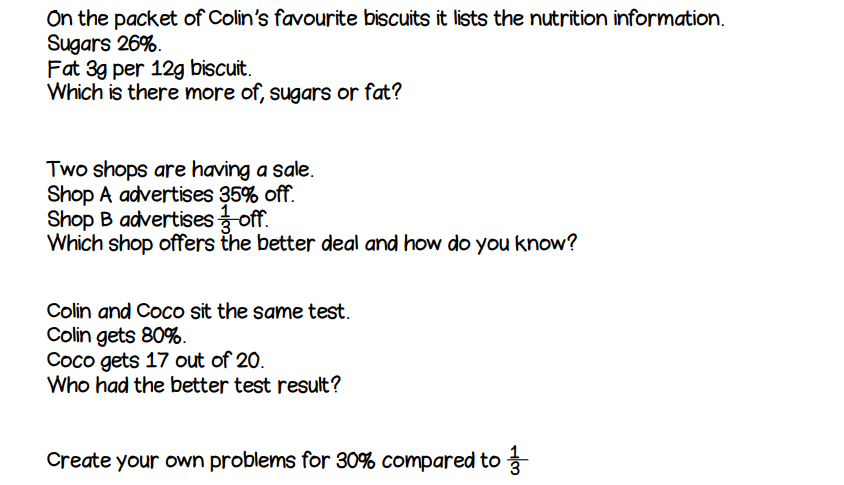 On the packet of Colin's favourite biscuits it lists the nutrition information.
Sugars 26%.
Fat 3g per 12g biscuit.
Which is there more of, sugars or fat?
Two shops are having a sale.
Shop A advertises 35% off.
Shop B advertises 1/3 off.
Which shop offers the better deal and how do you know?
Colin and Coco sit the same test.
Colin gets 80%.
Coco gets 17 out of 20.
Who had the better test result?
Create your own problems for 30% compared to 1/3